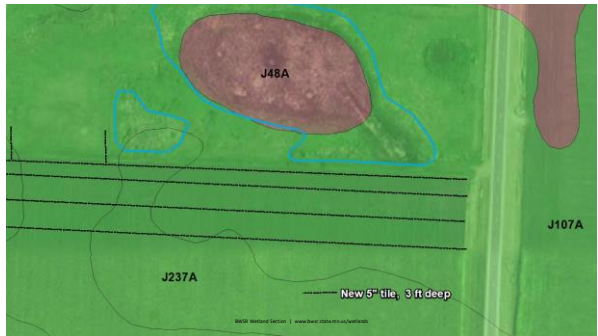 J48A
J107A
J237A
New 5" tile, 3 ft deep
BWSR Wetland Section | www.bwsr.state.mn.us/wetlands